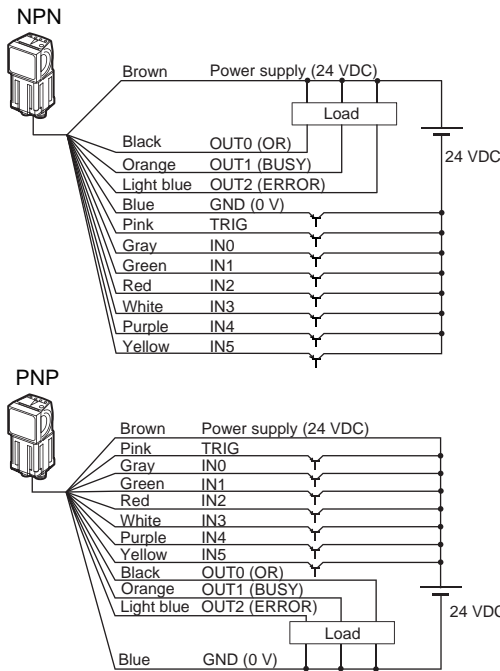 NPN
Brown Power supply (24 VDC)
Load
Black OUT0 (OR)
24 VDC
Orange OUT1 (BUSY)
Light blue OUT2 (ERROR)
Blue GND (0 V)
Pink TRIG
Gray IN0
Green IN1
Red IN2
White IN3
Purple IN4
Yellow IN5
PNP
Brown Power supply (24 VDC)
Pink TRIG
Gray IN0
Green IN1
Red IN2
White IN3
Purple IN4
Yellow IN5
Black OUT0 (OR)
Orange OUT1 (BUSY)
Light blue OUT2 (ERROR)
24 VDC
Load
Blue GND (0 V)